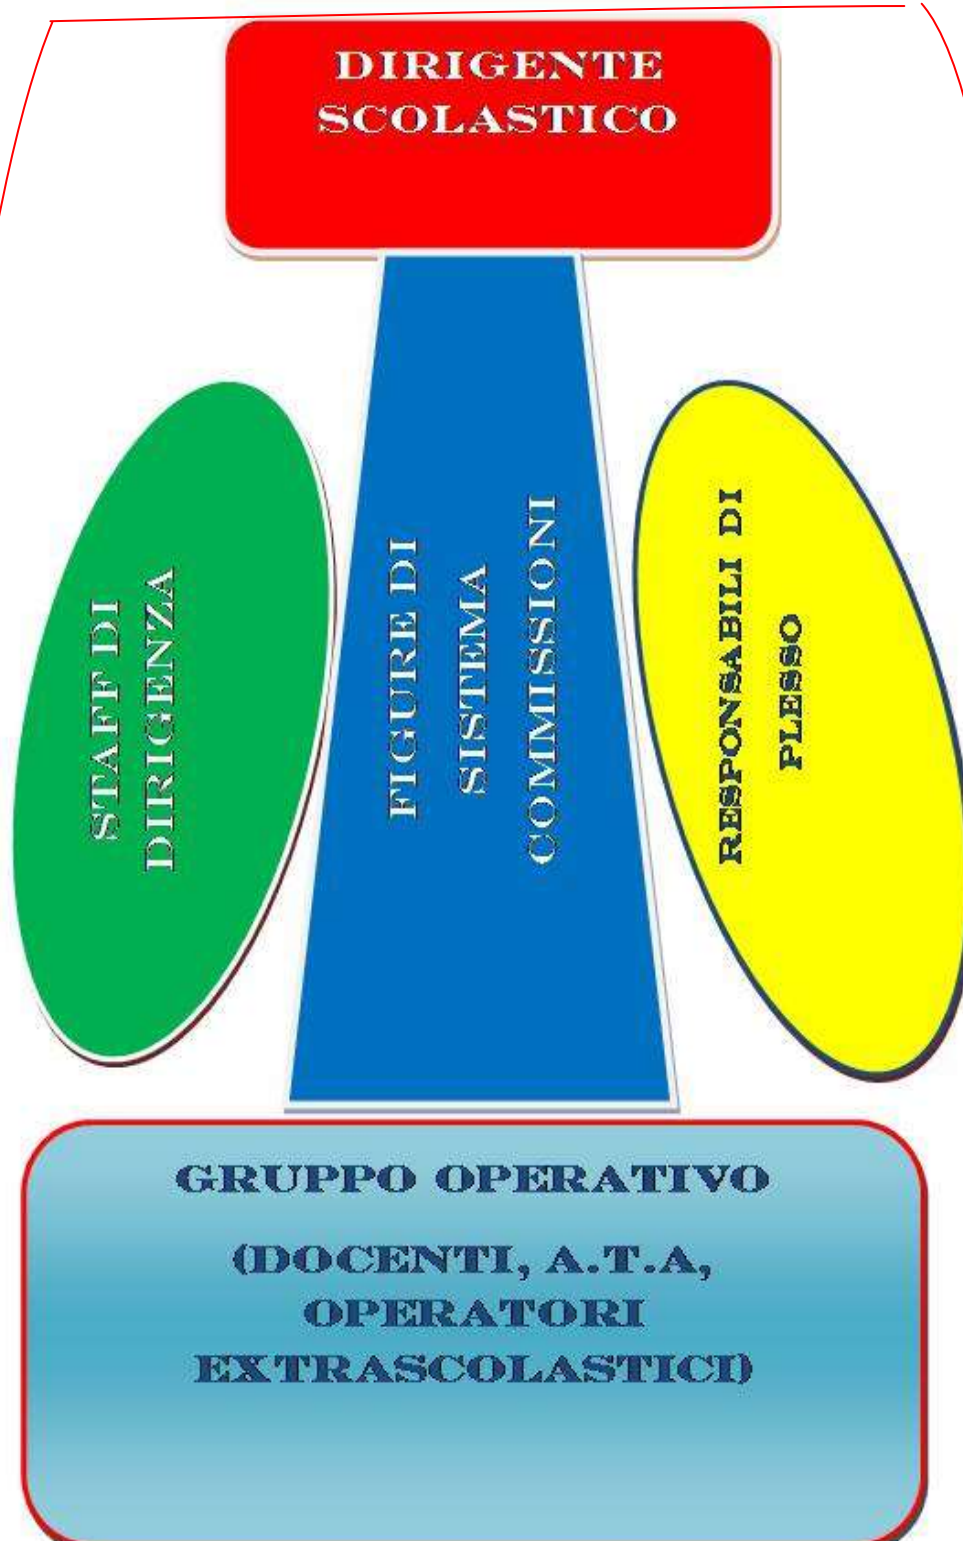 DIRIGENTE
SCOLASTICO
STAFF DI
DIRIGENZA
FIGURE DI
SISTEMA
COMMISSIONI
RESPONSABILI DI
PLESSO
GRUPPO OPERATIVO
(DOCENTI, A.T.A,
OPERATORI
EXTRASCOLASTICI)